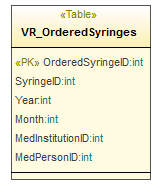 «Table»
VR_OrderedSyringes
«PK» OrderedSyringeID:int
SyringeID:int
Year:int
Month:int
MedInstitutionID:int
MedPersonID:int